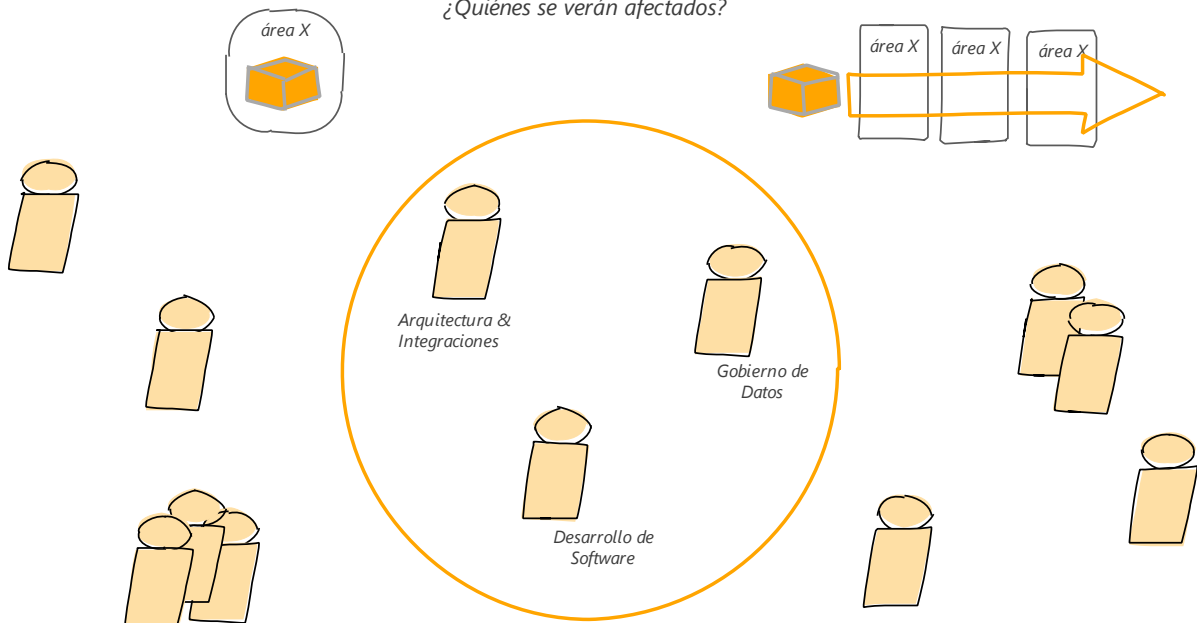 ¿Quiénes se verán afectados?
área X
área X
área X
área X
Arquitectura &
Integraciones
Gobierno de
Datos
Desarrollo de
Software